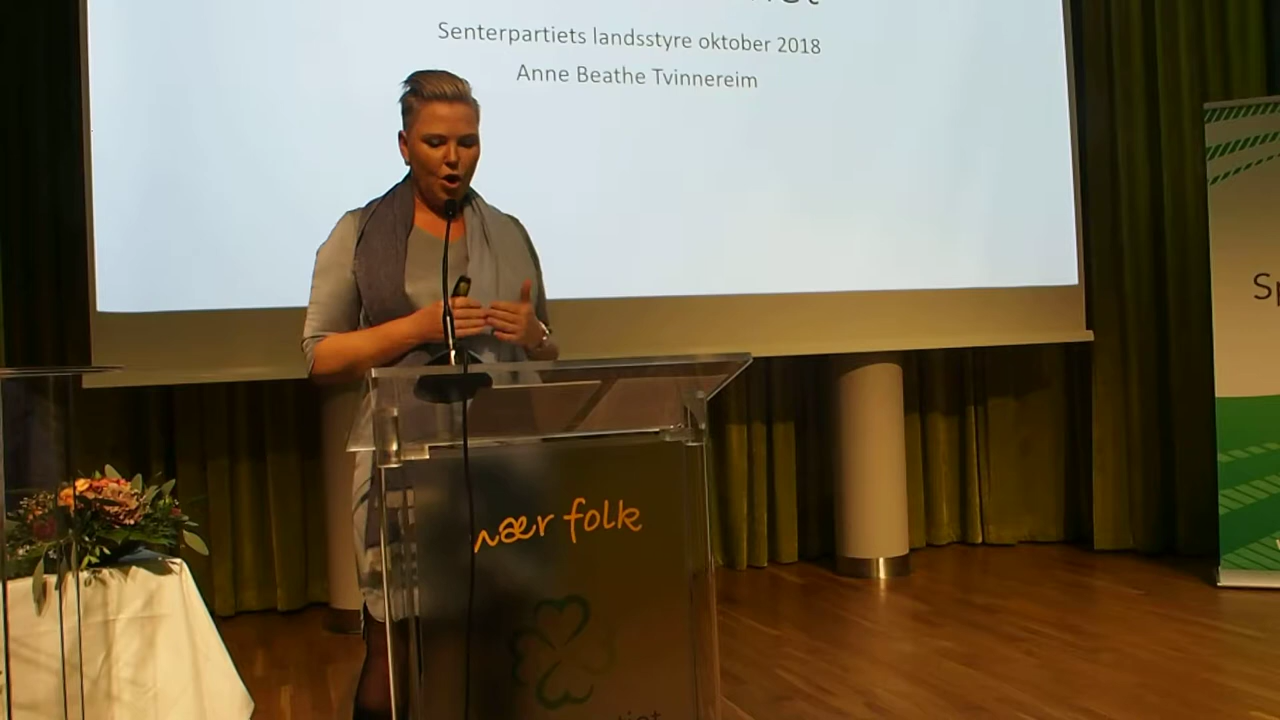 Senterpartiets landsstyre oktober 2018
Anne Beathe Tvinnereim
nær folk